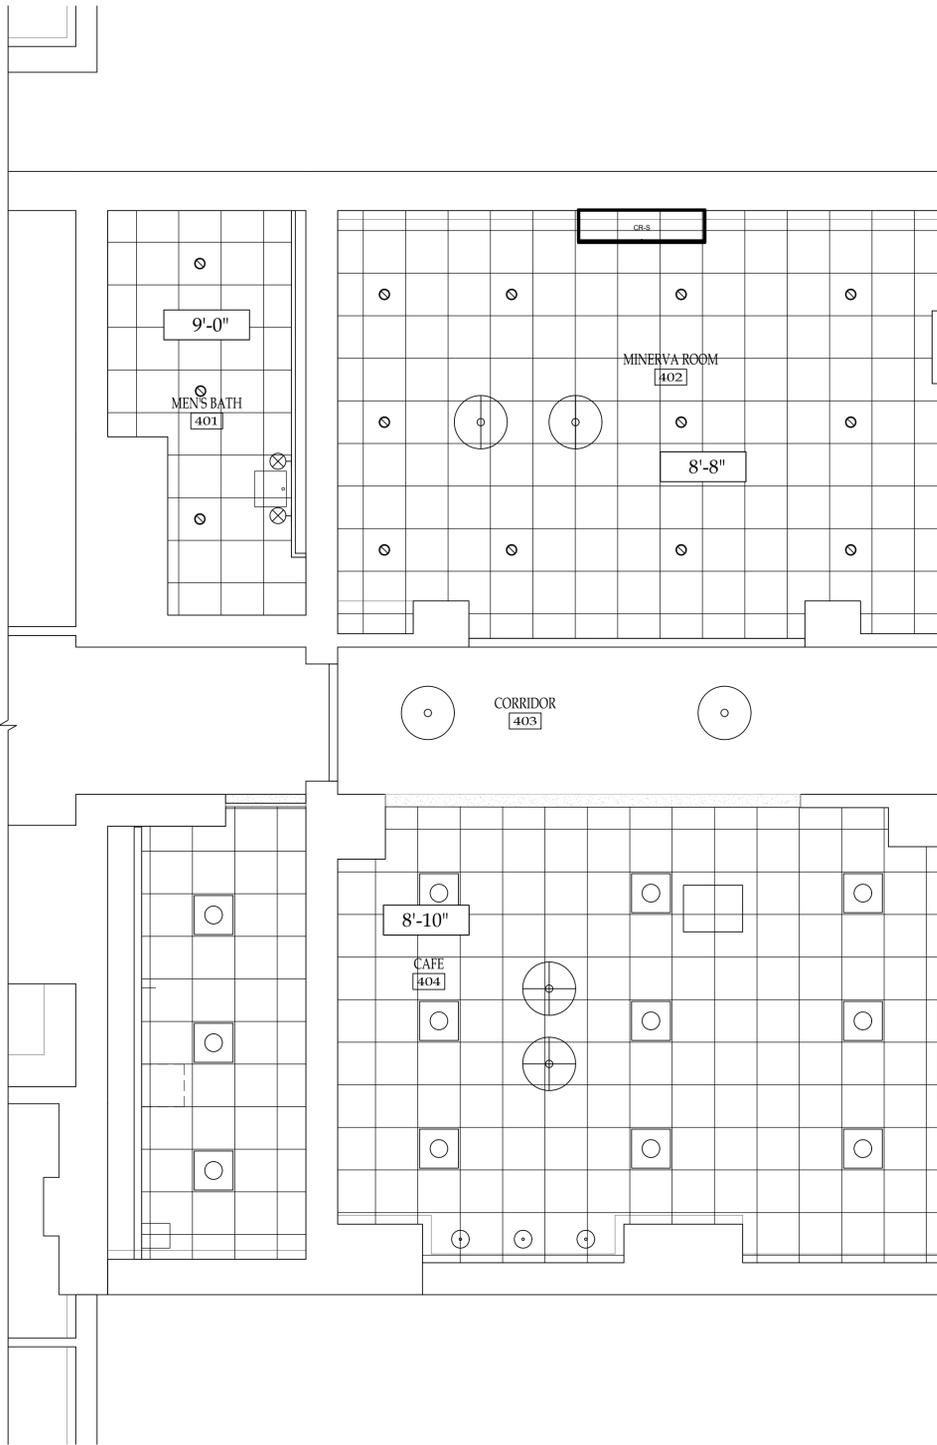 CR-S
9'-0"
MINERVA ROOM
402
MEN'S BATH
401
8'-8"
CORRIDOR
403
8'-10"
CAFE
404